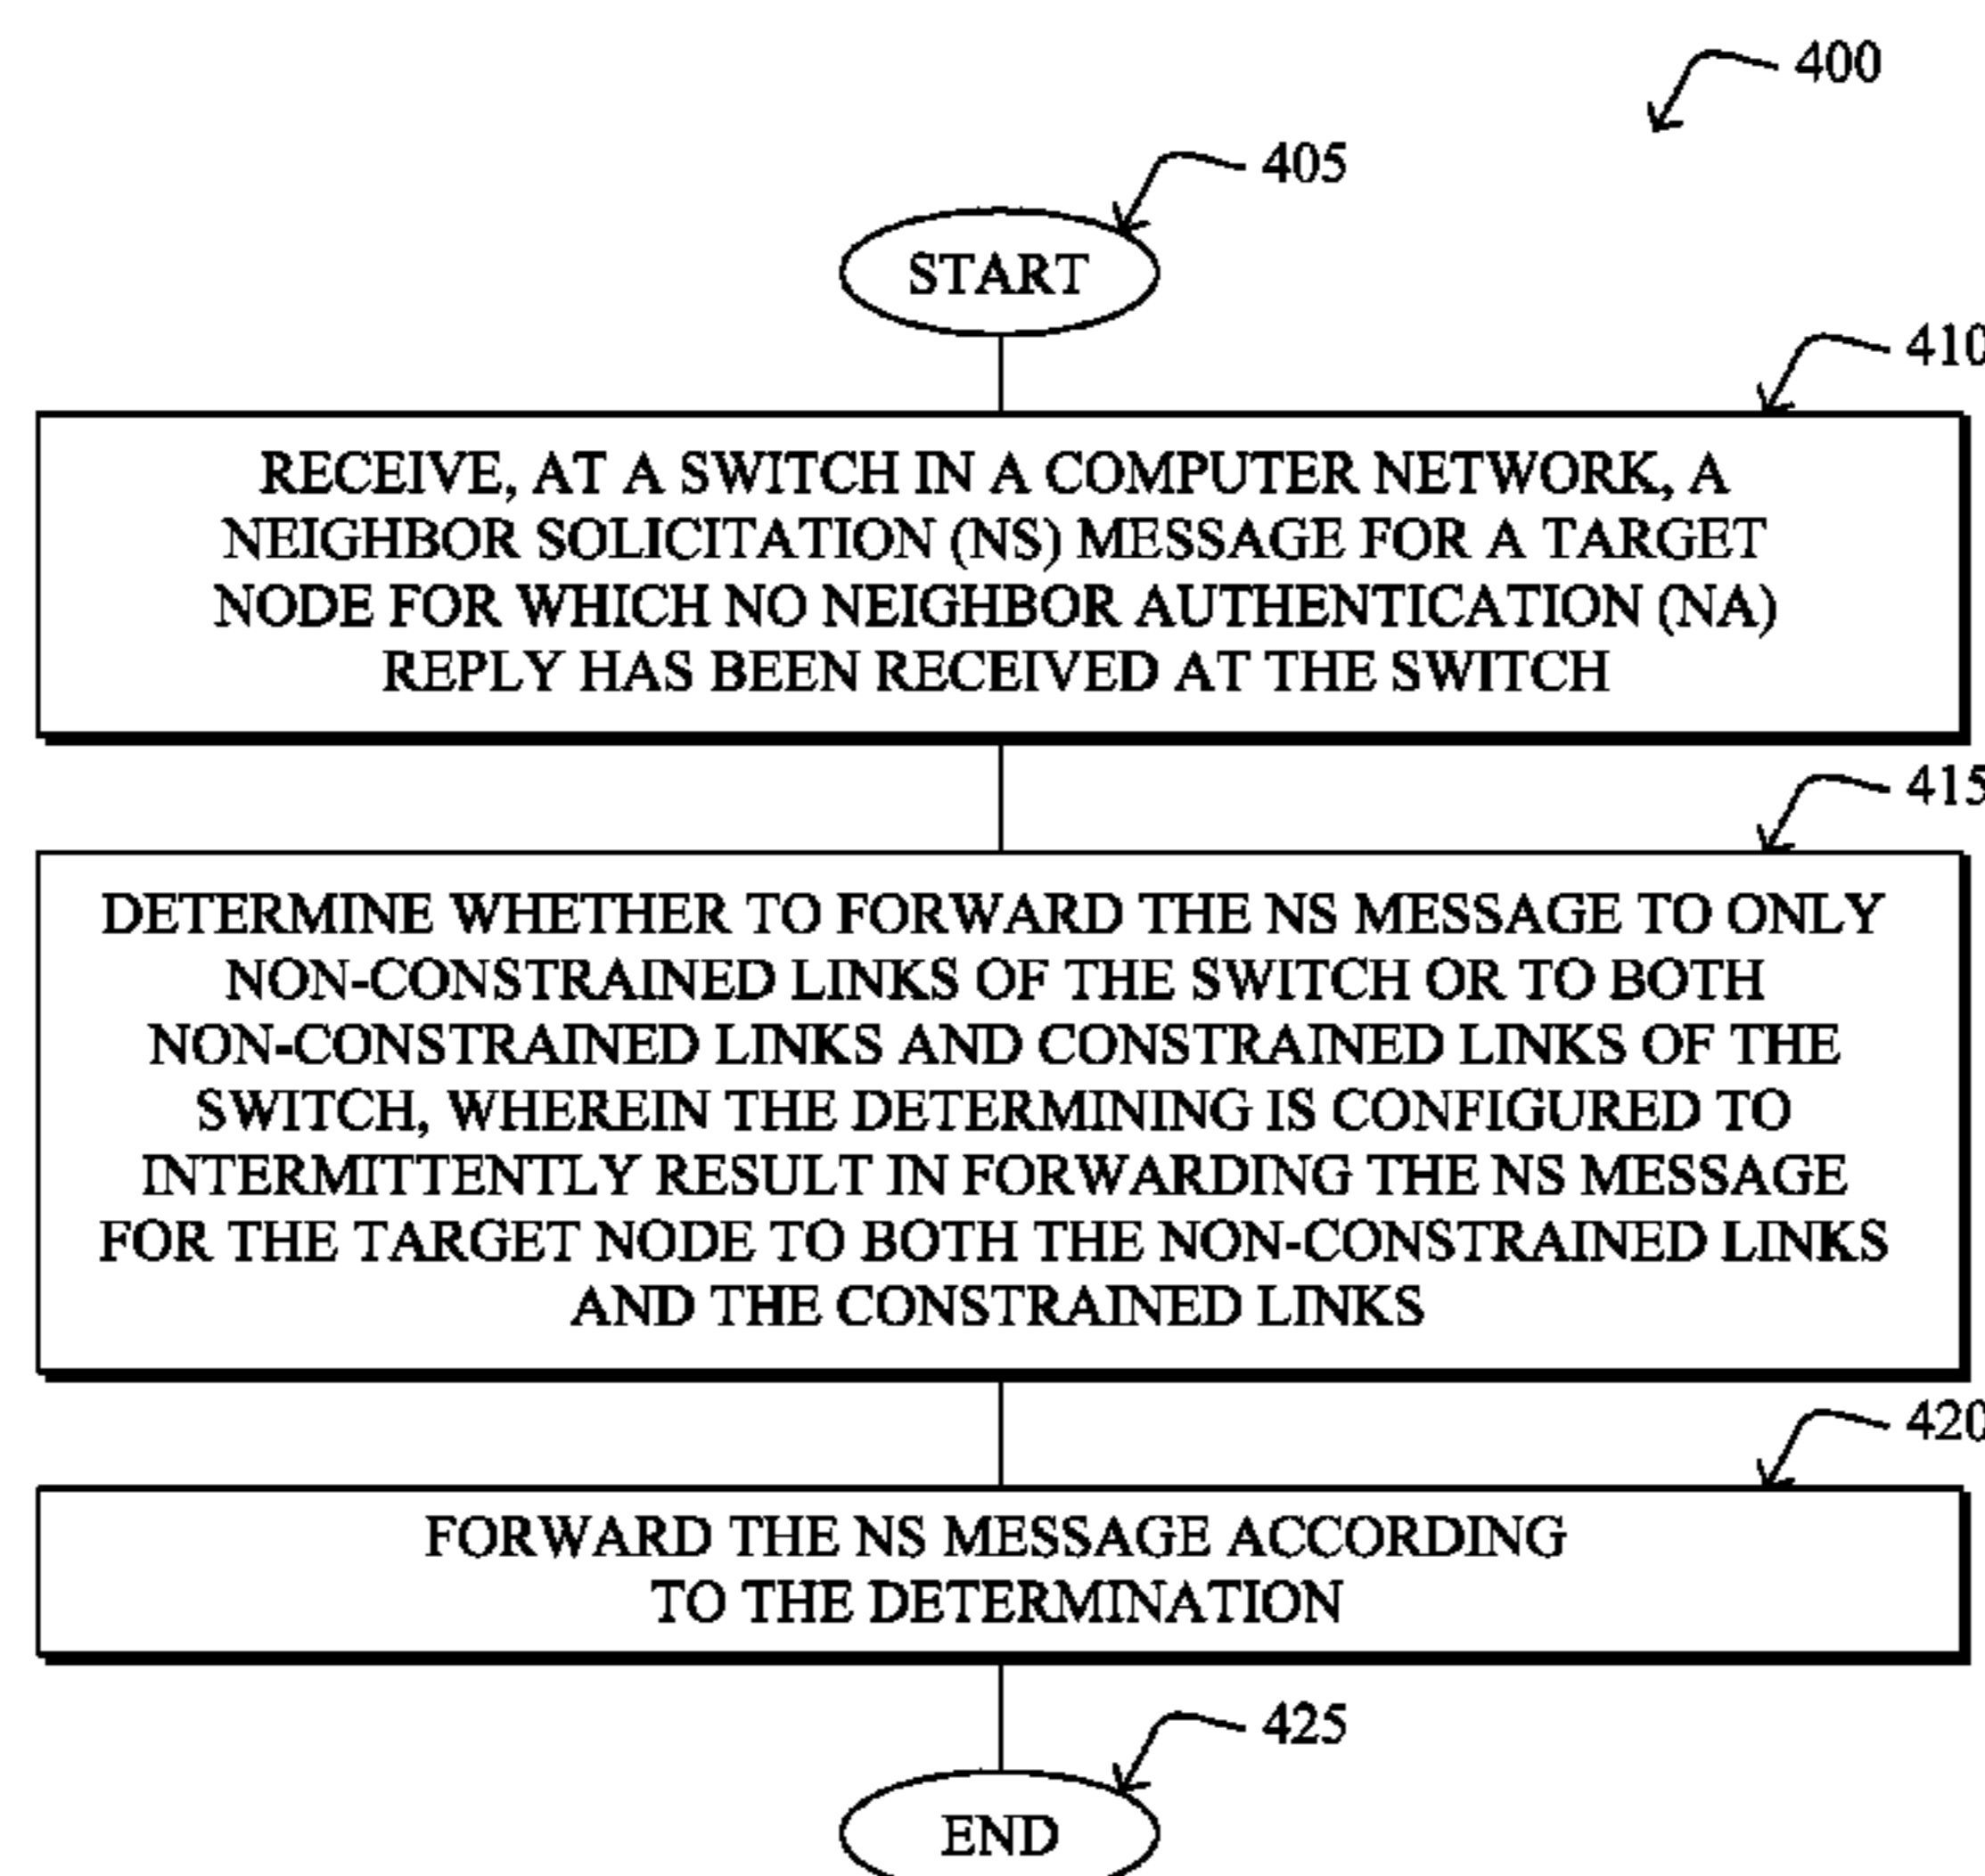 400
405
START
410
RECEIVE, AT A SWITCH IN A COMPUTER NETWORK, A
NEIGHBOR SOLICITATION (NS) MESSAGE FOR A TARGET
NODE FOR WHICH NO NEIGHBOR AUTHENTICATION (NA)
REPLY HAS BEEN RECEIVED AT THE SWITCH
415
DETERMINE WHETHER TO FORWARD THE NS MESSAGE TO ONLY
NON-CONSTRAINED LINKS OF THE SWITCH OR TO BOTH
NON-CONSTRAINED LINKS AND CONSTRAINED LINKS OF THE
SWITCH, WHEREIN THE DETERMINING IS CONFIGURED TO
INTERMITTENTLY RESULT IN FORWARDING THE NS MESSAGE
FOR THE TARGET NODE TO BOTH THE NON-CONSTRAINED LINKS
AND THE CONSTRAINED LINKS
420
FORWARD THE NS MESSAGE ACCORDING
TO THE DETERMINATION
425
END